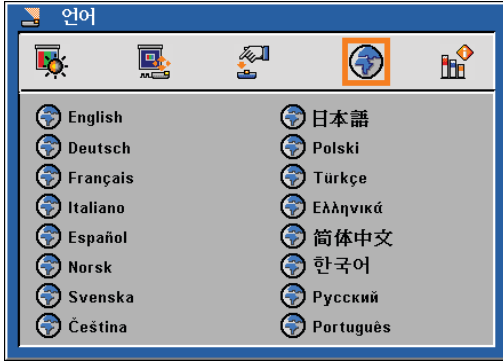 언어
English
Deutsch
Français
Italiano
Español
Norsk
Svenska
Čeština
日本語
Polski
Türkçe
Ελληνικά
简体中文
한국어
Русский
Português